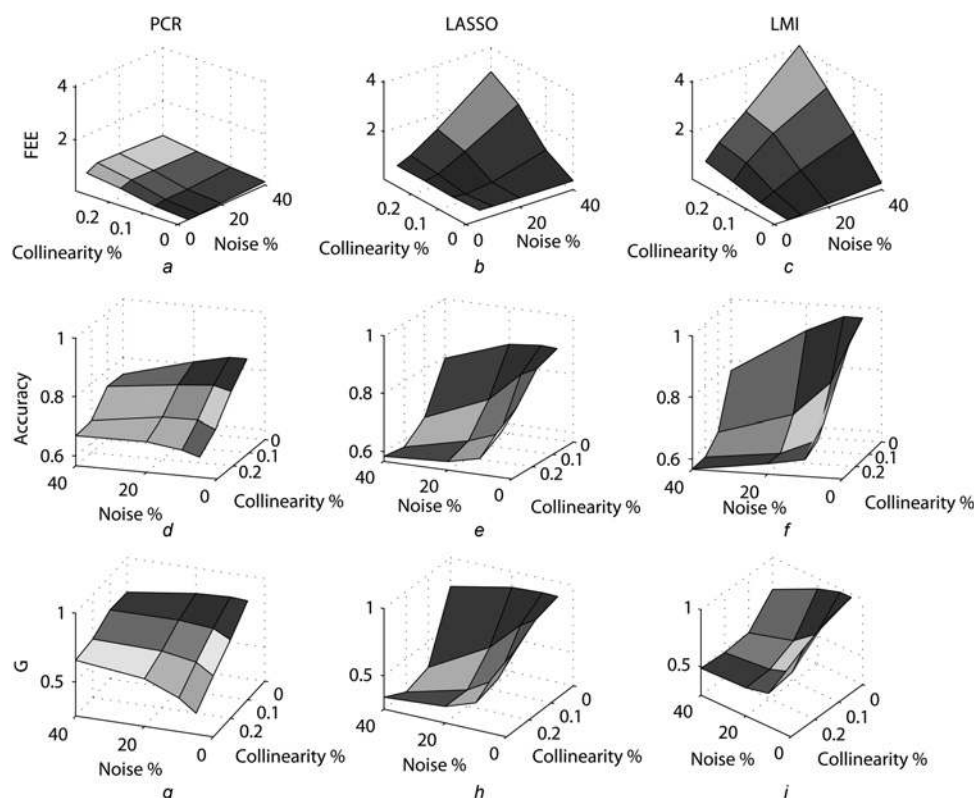 PCR LASSO LMI
4 4 4
2 2 2
FEE
0.2 0.1 0 0 20 40
0.2 0.1 0 0 20 40
0.2 0.1 0 0 20 40
Collinearity % Noise % Collinearity % Noise % Collinearity % Noise %
a b c
1 1 1
0.8 0.8 0.8
0.6 0.6 0.6
Accuracy
40 20 0 0.2 0.1 0
40 20 0 0.2 0.1 0
40 20 0 0.2 0.1 0
Noise % Collinearity % Noise % Collinearity % Noise % Collinearity %
d e f
1 1 1
0.5 0.5 0.5
G
40 20 0 0.2 0.1 0
40 20 0 0.2 0.1 0
40 20 0 0.2 0.1 0
Noise % Collinearity % Noise % Collinearity % Noise % Collinearity %
g h i